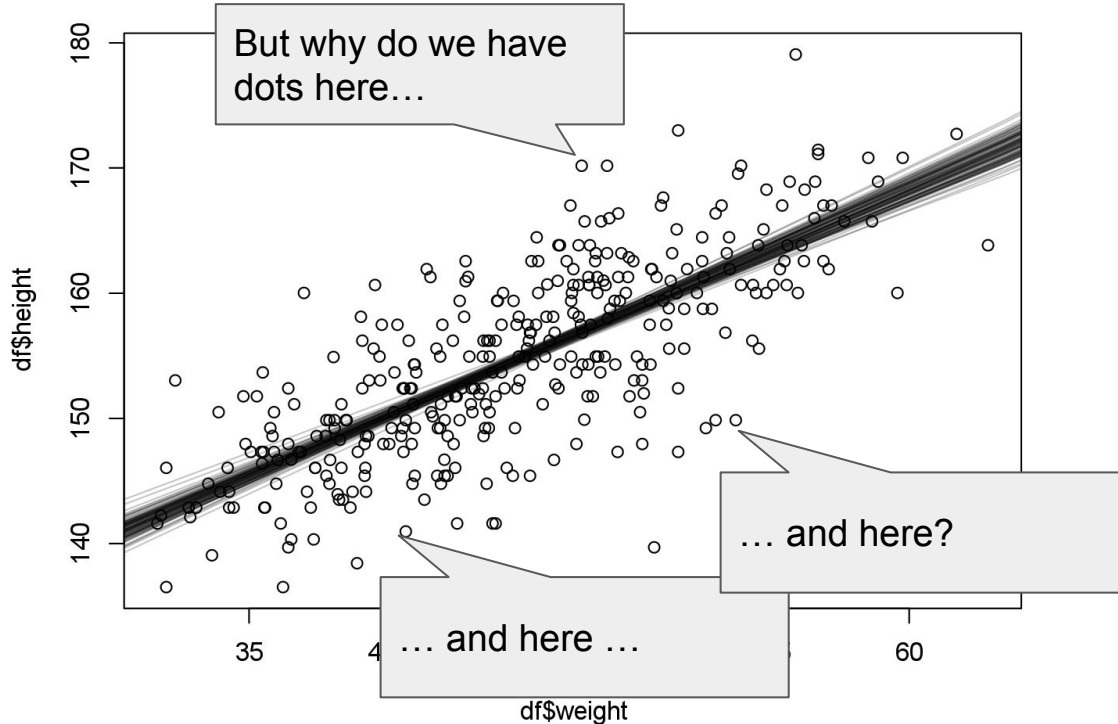 But why do we have
dots here…
180
170
160
150
140
df$height
… and here?
… and here …
35
60
df$weight